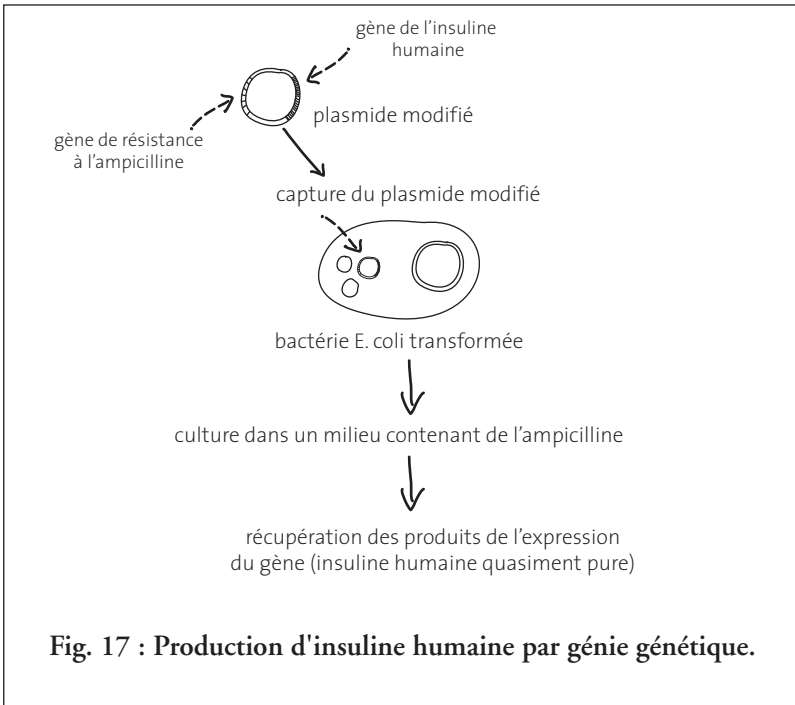 gène de l'insuline
humaine
plasmide modifié
gène de résistance
à l'ampicilline
capture du plasmide modifié
bactérie E. coli transformée
culture dans un milieu contenant de l'ampicilline
récupération des produits de l'expression
du gène (insuline humaine quasiment pure)
Fig. 17 : Production d'insuline humaine par génie génétique.